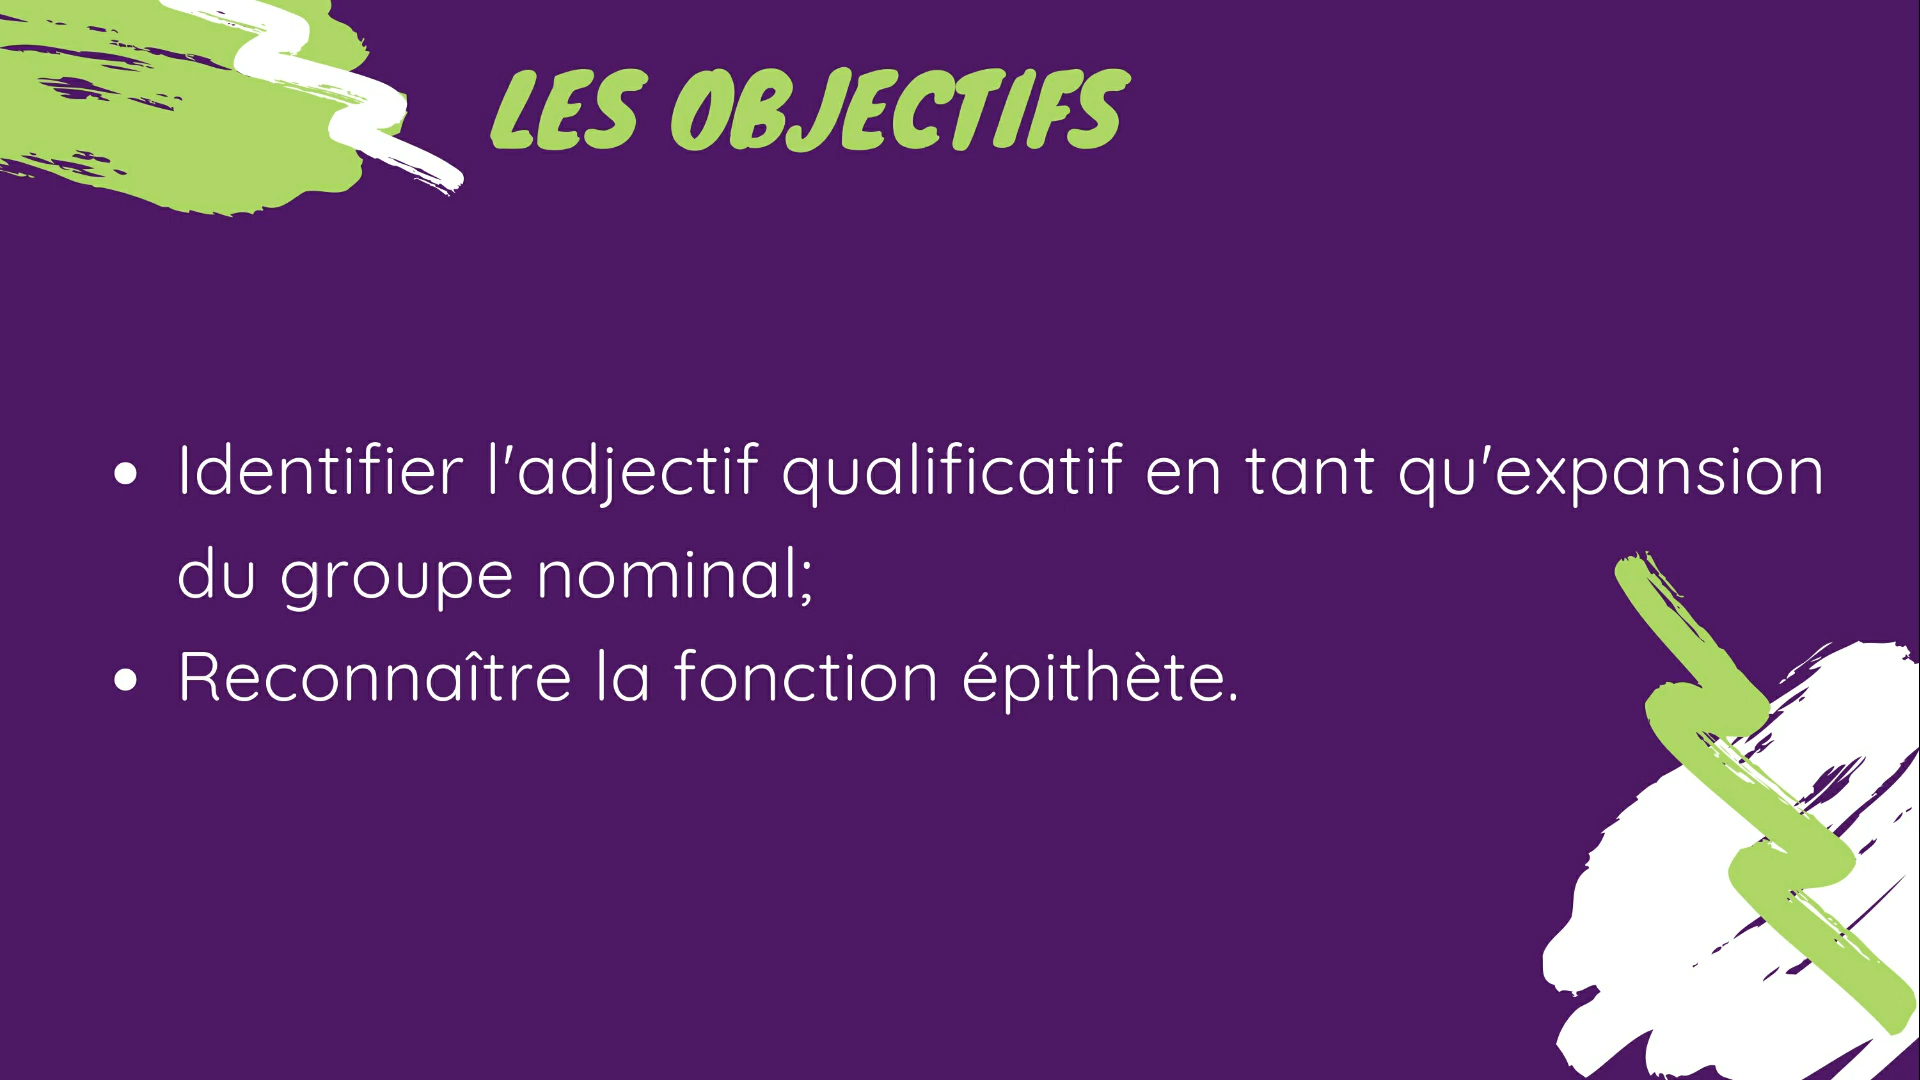 LES OBJECTIFS
• Identifier l'adjectif qualificatif en tant qu'expansion
du groupe nominal;
• Reconnaître la fonction épithète.